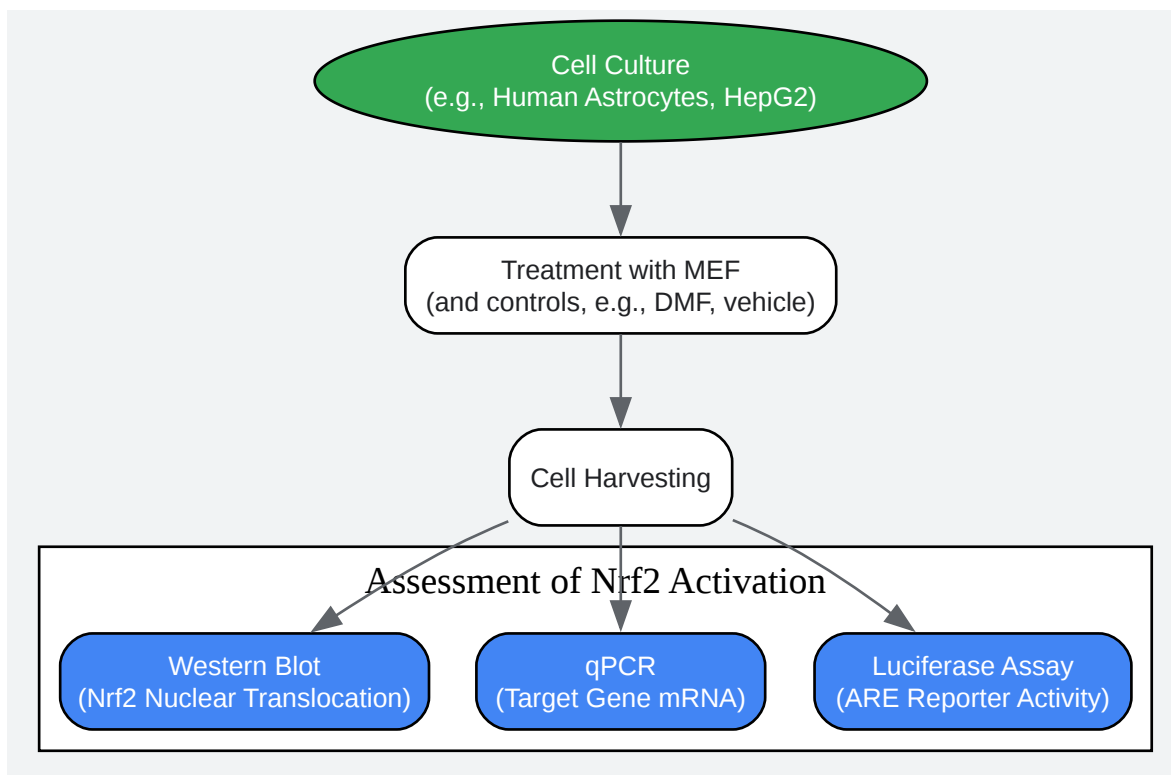 Cell Culture
(e.g., Human Astrocytes, HepG2)
Treatment with MEF
(and controls, e.g., DMF, vehicle)
Cell Harvesting
Assessment of Nrf2 Activation
Western Blot
(Nrf2 Nuclear Translocation)
qPCR
(Target Gene mRNA)
Luciferase Assay
(ARE Reporter Activity)